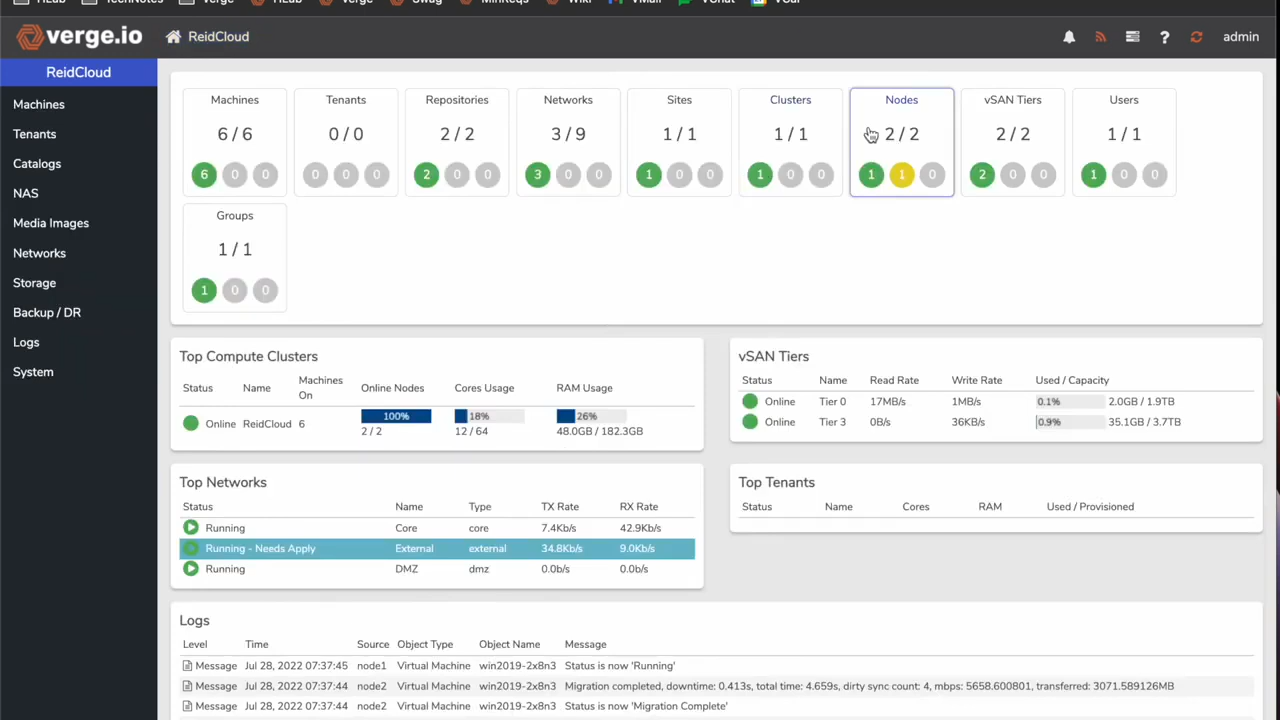 HLab TechNotes Verge HLab Verge Swag MinReqs Wiki VMail VChat VCal
verge.io ReidCloud admin
ReidCloud
Machines
Tenants
Catalogs
NAS
Media Images
Networks
Storage
Backup / DR
Logs
System
Machines Tenants Repositories Networks Sites Clusters Nodes vSAN Tiers Users
6 / 6 0 / 0 2 / 2 3 / 9 1 / 1 1 / 1 2 / 2 2 / 2 1 / 1
6 0 0 0 0 0 2 0 0 3 0 0 1 0 0 1 0 0 1 1 0 2 0 0 1 0 0
Groups
1 / 1
1 0 0
Top Compute Clusters
Status Name Machines On Online Nodes Cores Usage RAM Usage
Online ReidCloud 6 100% 18% 26%
2 / 2 12 / 64 48.0GB / 182.3GB
vSAN Tiers
Status Name Read Rate Write Rate Used / Capacity
Online Tier 0 17MB/s 1MB/s 0.1% 2.0GB / 1.9TB
Online Tier 3 0B/s 36KB/s 0.9% 35.1GB / 3.7TB
Top Networks
Status Name Type TX Rate RX Rate
Running Core core 7.4Kb/s 42.9Kb/s
Running - Needs Apply External external 34.8Kb/s 9.0Kb/s
Running DMZ dmz 0.0b/s 0.0b/s
Top Tenants
Status Name Cores RAM Used / Provisioned
Logs
Level Time Source Object Type Object Name Message
Message Jul 28, 2022 07:37:45 node1 Virtual Machine win2019-2x8n3 Status is now 'Running'
Message Jul 28, 2022 07:37:44 node2 Virtual Machine win2019-2x8n3 Migration completed, downtime: 0.413s, total time: 4.659s, dirty sync count: 4, mbps: 5658.600801, transferred: 3071.589126MB
Message Jul 28, 2022 07:37:44 node2 Virtual Machine win2019-2x8n3 Status is now 'Migration Complete'